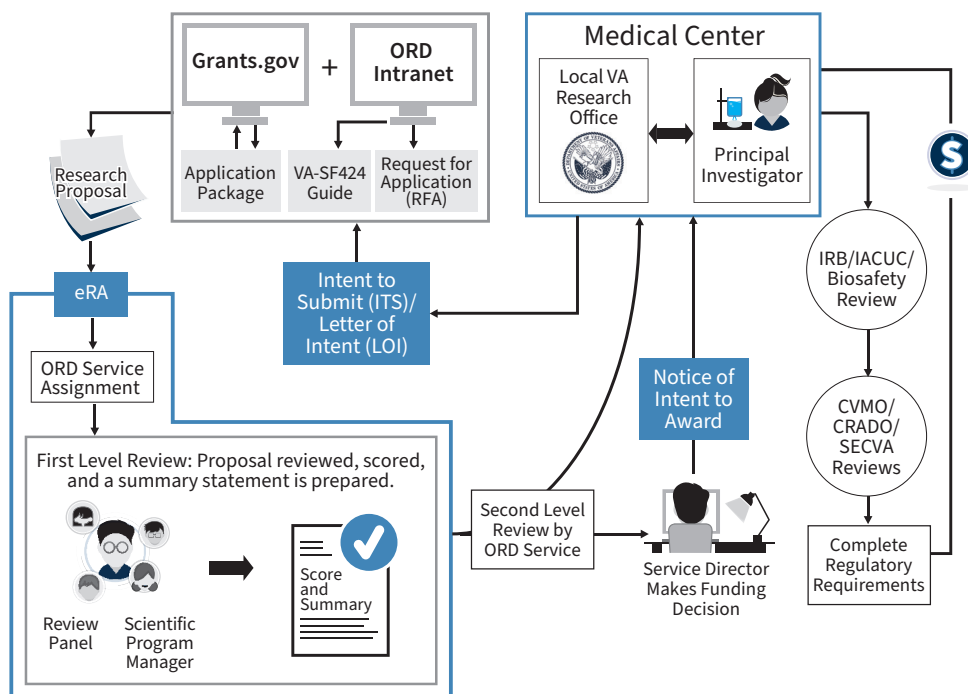 Grants.gov
+
ORD
Intranet
Application
Package
VA-SF424
Guide
Request for
Application
(RFA)
Medical Center
Local VA
Research
Office
Principal
Investigator
S
Research
Proposal
eRA
Intent to
Submit (ITS)/
Letter of
Intent (LOI)
IRB/IACUC/
Biosafety
Review
ORD Service
Assignment
Notice of
Intent to
Award
CVMO/
CRADO/
SECVA
Reviews
First Level Review: Proposal reviewed, scored,
and a summary statement is prepared.
Score
and
Summary
Review
Panel
Scientific
Program
Manager
Second Level
Review by
ORD Service
Service Director
Makes Funding
Decision
Complete
Regulatory
Requirements